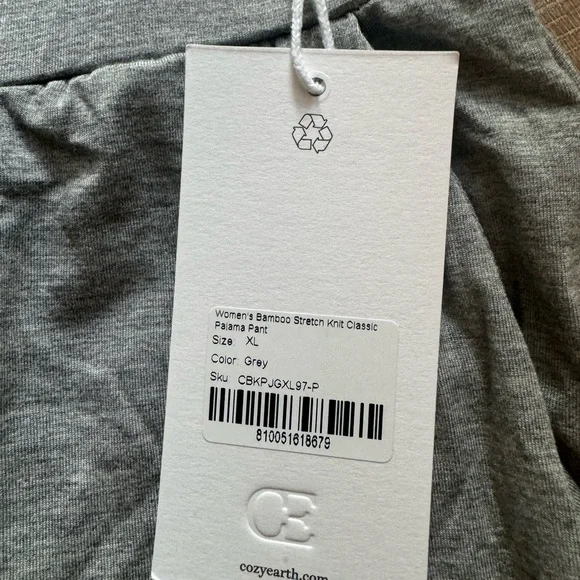 Women's Bamboo Stretch Knit Classic
Pajama Pant
Size: XL
Color: Grey
Sku: CBKPJGXL97-P
810051618679
CE
cozyearth.com